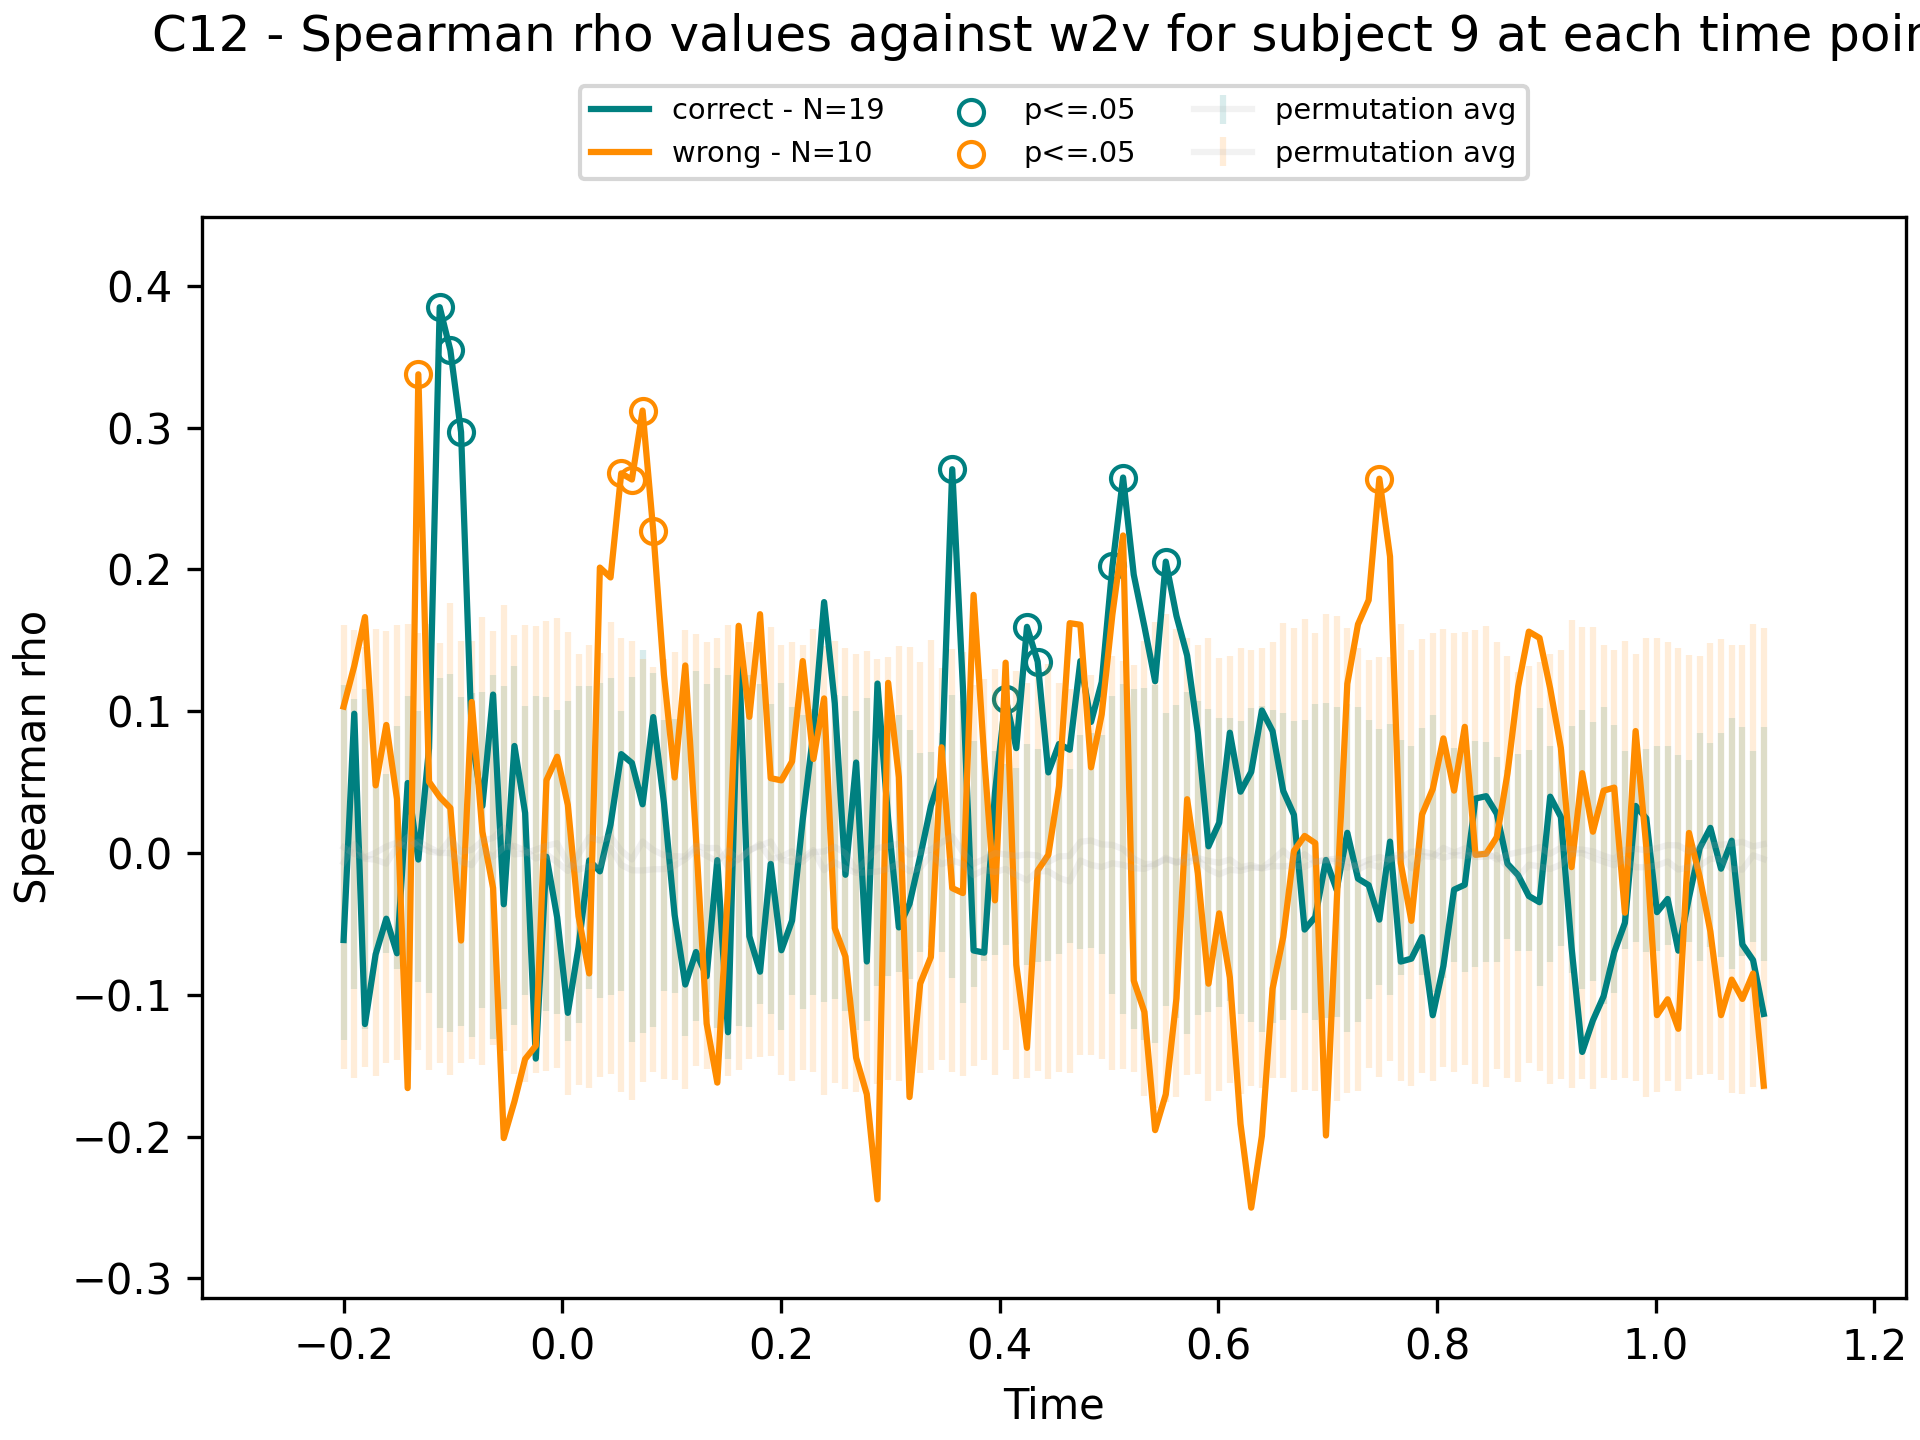 C12 - Spearman rho values against w2v for subject 9 at each time poin
correct - N=19
wrong - N=10
p<=.05
p<=.05
permutation avg
permutation avg
Spearman rho
0.4
0.3
0.2
0.1
0.0
−0.1
−0.2
−0.3
−0.2
0.0
0.2
0.4
0.6
0.8
1.0
1.2
Time